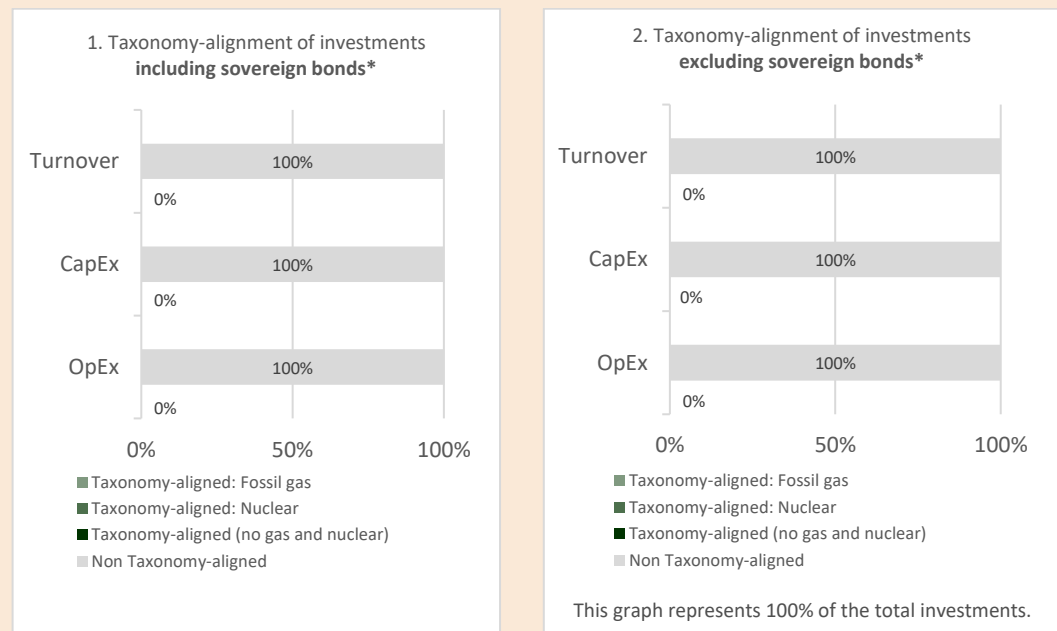 1. Taxonomy-alignment of investments
including sovereign bonds*
Turnover
100%
0%
CapEx
100%
0%
OpEx
100%
0%
0%
50%
100%
Taxonomy-aligned: Fossil gas
Taxonomy-aligned: Nuclear
Taxonomy-aligned (no gas and nuclear)
Non Taxonomy-aligned
2. Taxonomy-alignment of investments
excluding sovereign bonds*
Turnover
100%
0%
CapEx
100%
0%
OpEx
100%
0%
0%
50%
100%
Taxonomy-aligned: Fossil gas
Taxonomy-aligned: Nuclear
Taxonomy-aligned (no gas and nuclear)
Non Taxonomy-aligned
This graph represents 100% of the total investments.